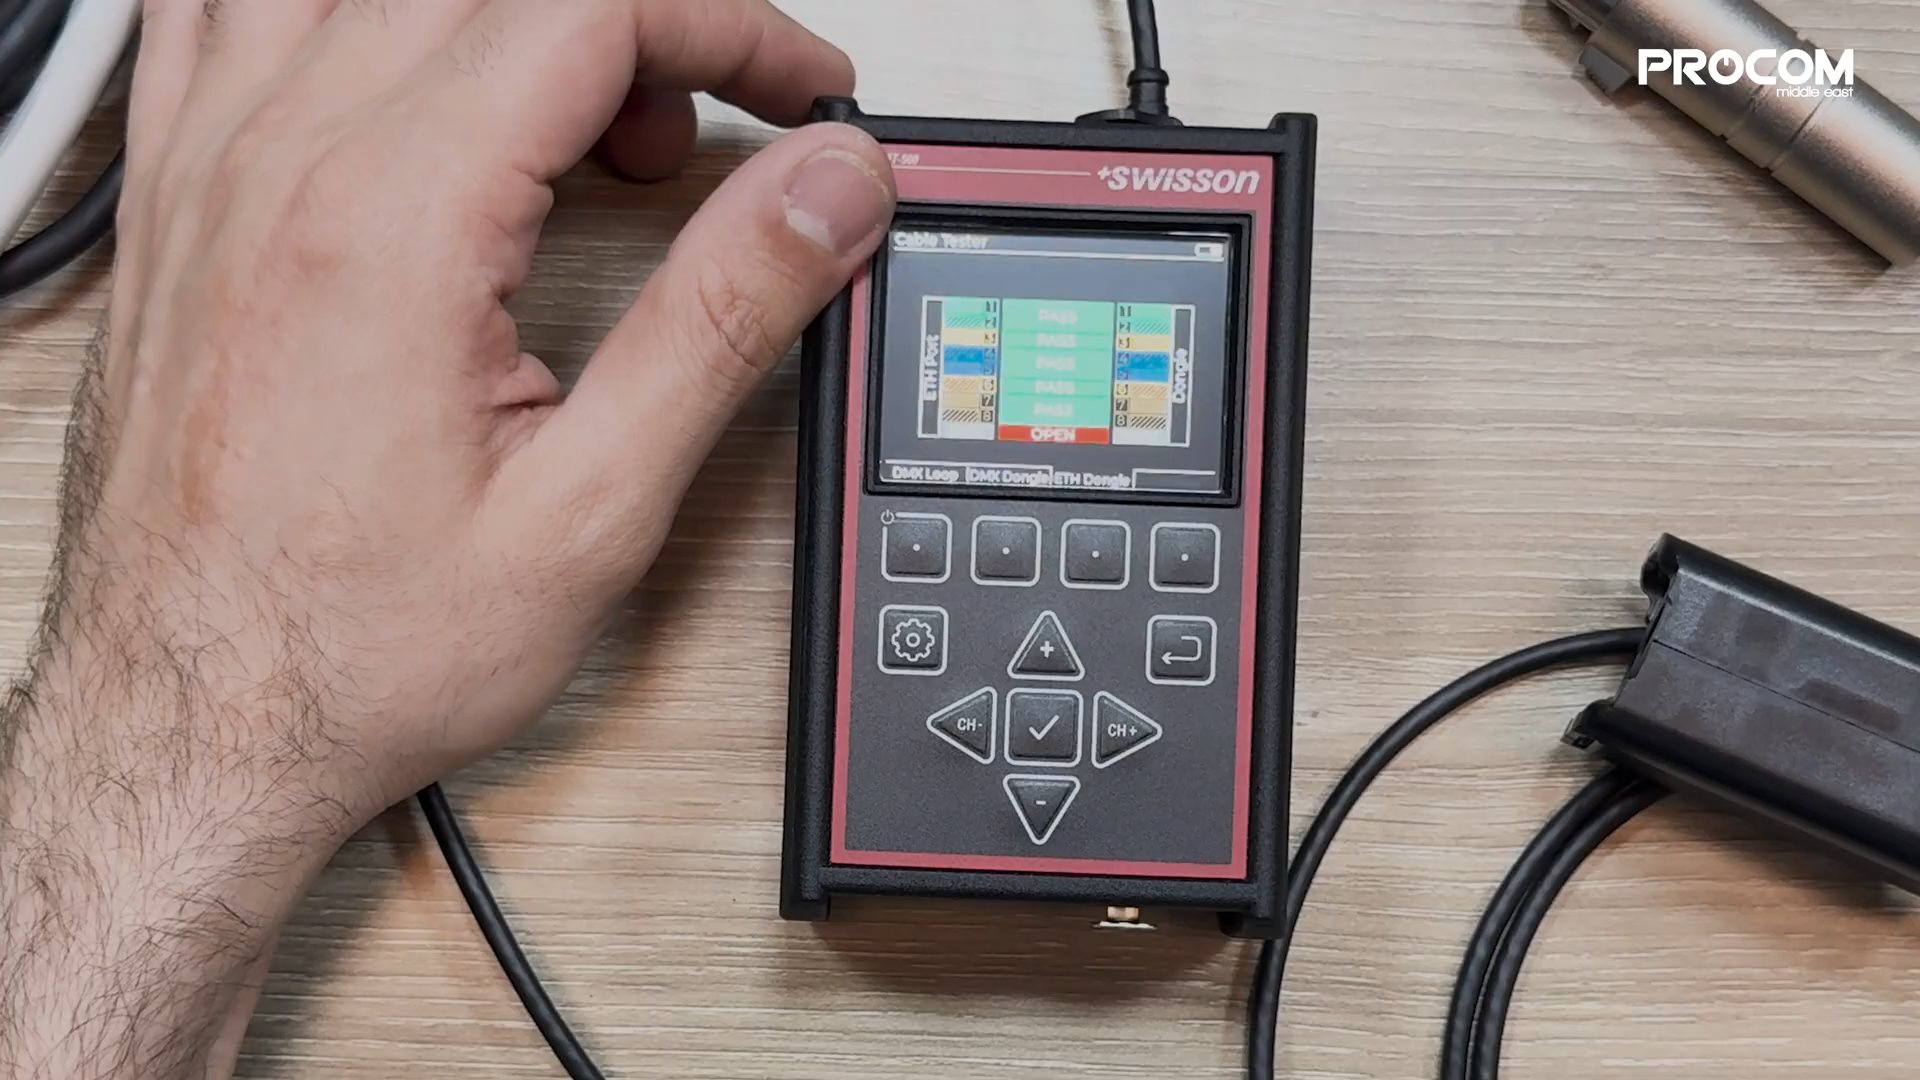 PROCOM
middle east
+SWISSON
Cable Tester
ETH Port
1
2
3
4
5
6
7
8
PASS
PASS
PASS
PASS
PASS
OPEN
1
2
3
4
5
6
7
8
Dongle
DMX Loop DMX Dongle ETH Dongle
+
CH- CH+
-